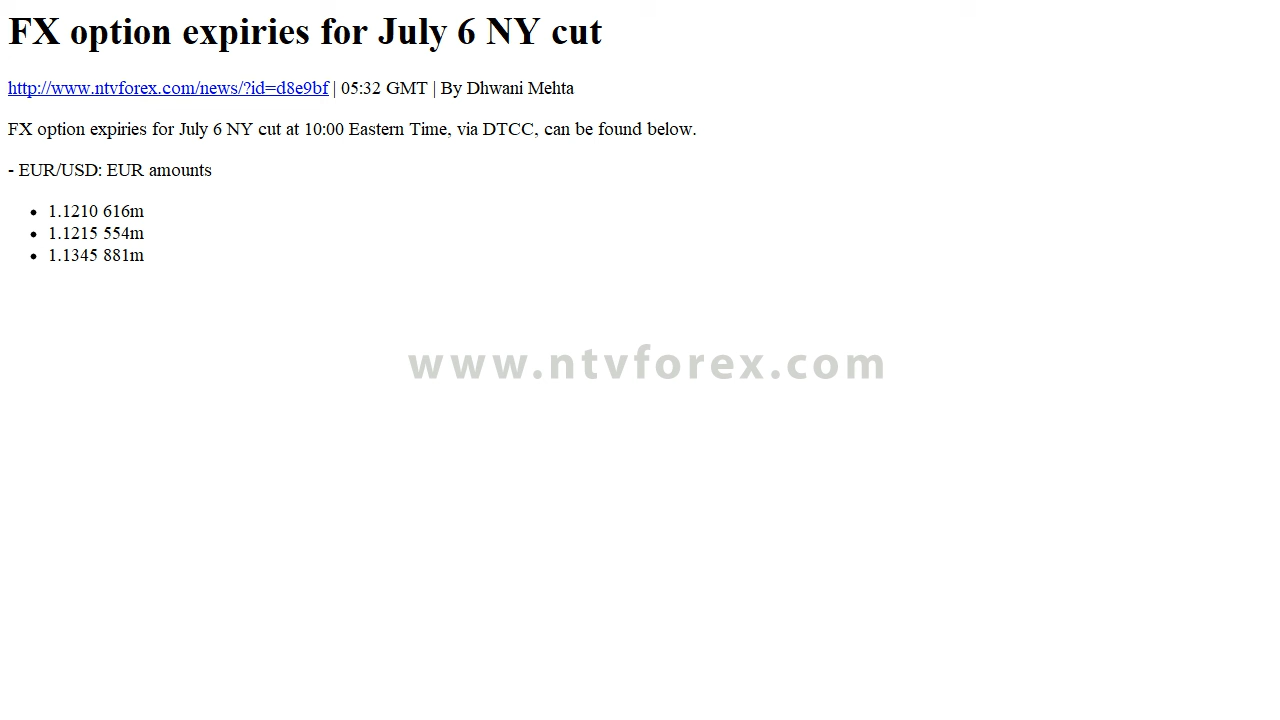 FX option expiries for July 6 NY cut
http://www.ntvforex.com/news/?id=d8e9bf | 05:32 GMT | By Dhwani Mehta
FX option expiries for July 6 NY cut at 10:00 Eastern Time, via DTCC, can be found below.
- EUR/USD: EUR amounts
• 1.1210 616m
• 1.1215 554m
• 1.1345 881m
www.ntvforex.com